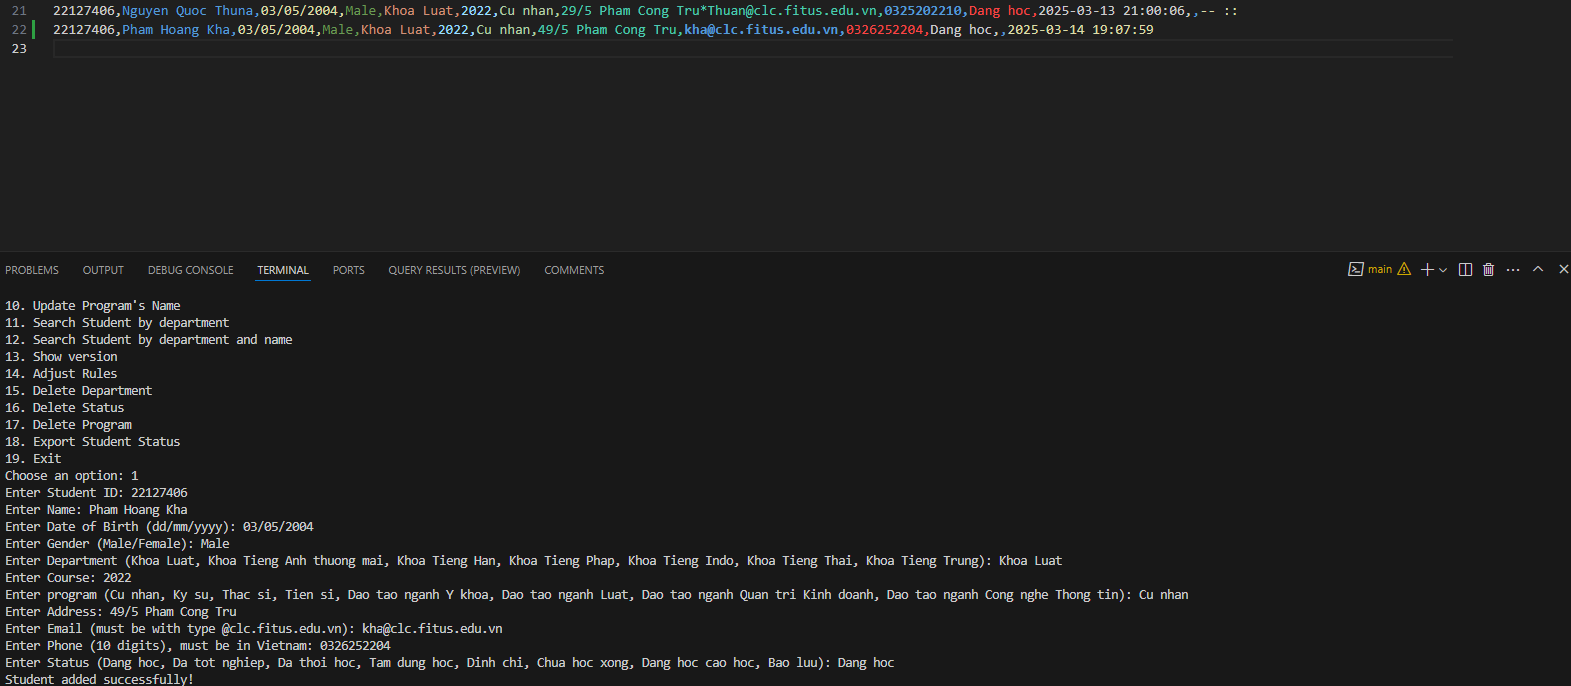 21 22127406,Nguyen Quoc Thuna,03/05/2004,Male,Khoa Luat,2022,Cu nhan,29/5 Pham Cong Tru*Thuan@clc.fitus.edu.vn,0325202210,Dang hoc,2025-03-13 21:00:06,,-- ::
22 22127406,Pham Hoang Kha,03/05/2004,Male,Khoa Luat,2022,Cu nhan,49/5 Pham Cong Tru,kha@clc.fitus.edu.vn,0326252204,Dang hoc,,2025-03-14 19:07:59
23
PROBLEMS OUTPUT DEBUG CONSOLE TERMINAL PORTS QUERY RESULTS (PREVIEW) COMMENTS main
10. Update Program's Name
11. Search Student by department
12. Search Student by department and name
13. Show version
14. Adjust Rules
15. Delete Department
16. Delete Status
17. Delete Program
18. Export Student Status
19. Exit
Choose an option: 1
Enter Student ID: 22127406
Enter Name: Pham Hoang Kha
Enter Date of Birth (dd/mm/yyyy): 03/05/2004
Enter Gender (Male/Female): Male
Enter Department (Khoa Luat, Khoa Tieng Anh thuong mai, Khoa Tieng Han, Khoa Tieng Phap, Khoa Tieng Indo, Khoa Tieng Thai, Khoa Tieng Trung): Khoa Luat
Enter Course: 2022
Enter program (Cu nhan, Ky su, Thac si, Tien si, Dao tao nganh Y khoa, Dao tao nganh Luat, Dao tao nganh Quan tri Kinh doanh, Dao tao nganh Cong nghe Thong tin): Cu nhan
Enter Address: 49/5 Pham Cong Tru
Enter Email (must be with type @clc.fitus.edu.vn): kha@clc.fitus.edu.vn
Enter Phone (10 digits), must be in Vietnam: 0326252204
Enter Status (Dang hoc, Da tot nghiep, Da thoi hoc, Tam dung hoc, Dinh chi, Chua hoc xong, Dang hoc cao hoc, Bao luu): Dang hoc
Student added successfully!